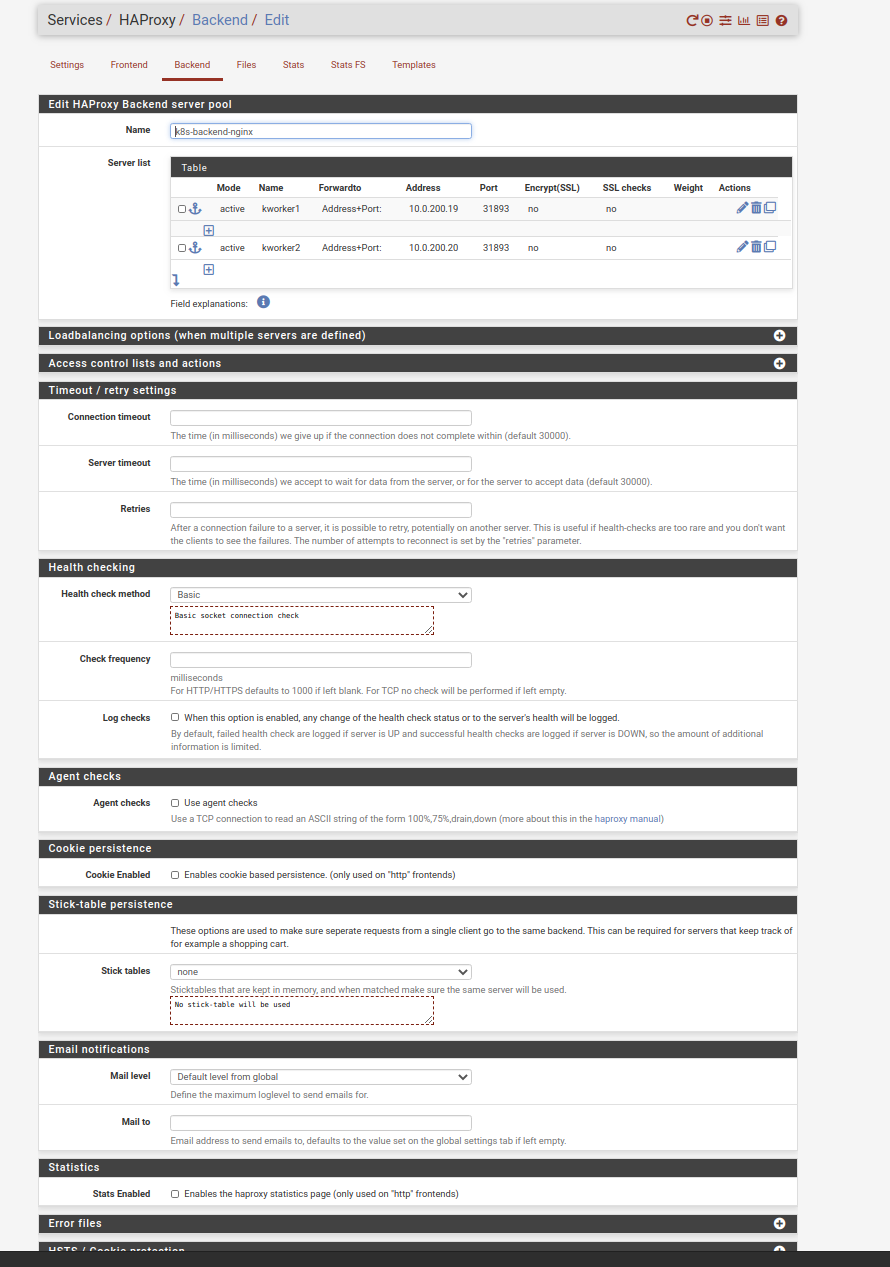 Services / HAProxy / Backend / Edit
Settings Frontend Backend Files Stats Stats FS Templates
Edit HAProxy Backend server pool
Name k8s-backend-nginx
Server list
Table
Mode Name Forwardto Address Port Encrypt(SSL) SSL checks Weight Actions
active kworker1 Address+Port: 10.0.200.19 31893 no no
active kworker2 Address+Port: 10.0.200.20 31893 no no
Field explanations:
Loadbalancing options (when multiple servers are defined)
Access control lists and actions
Timeout / retry settings
Connection timeout
The time (in milliseconds) we give up if the connection does not complete within (default 30000).
Server timeout
The time (in milliseconds) we accept to wait for data from the server, or for the server to accept data (default 30000).
Retries
After a connection failure to a server, it is possible to retry, potentially on another server. This is useful if health-checks are too rare and you don't want
the clients to see the failures. The number of attempts to reconnect is set by the "retries" parameter.
Health checking
Health check method Basic
Basic socket connection check
Check frequency
milliseconds
For HTTP/HTTPS defaults to 1000 if left blank. For TCP no check will be performed if left empty.
Log checks When this option is enabled, any change of the health check status or to the server's health will be logged.
By default, failed health check are logged if server is UP and successful health checks are logged if server is DOWN, so the amount of additional
information is limited.
Agent checks
Agent checks Use agent checks
Use a TCP connection to read an ASCII string of the form 100%,75%,drain,down (more about this in the haproxy manual)
Cookie persistence
Cookie Enabled Enables cookie based persistence. (only used on "http" frontends)
Stick-table persistence
These options are used to make sure seperate requests from a single client go to the same backend. This can be required for servers that keep track of
for example a shopping cart.
Stick tables none
Sticktables that are kept in memory, and when matched make sure the same server will be used.
No stick-table will be used
Email notifications
Mail level Default level from global
Define the maximum loglevel to send emails for.
Mail to
Email address to send emails to, defaults to the value set on the global settings tab if left empty.
Statistics
Stats Enabled Enables the haproxy statistics page (only used on "http" frontends)
Error files
HSTS / Cookie protection